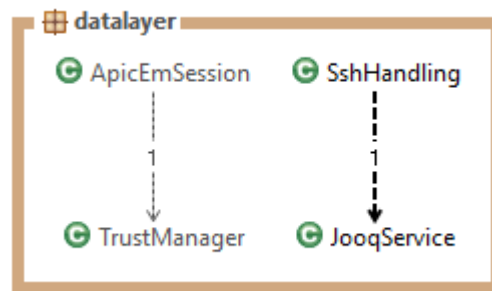 datalayer
ApicEmSession
SshHandling
1
1
TrustManager
JooqService